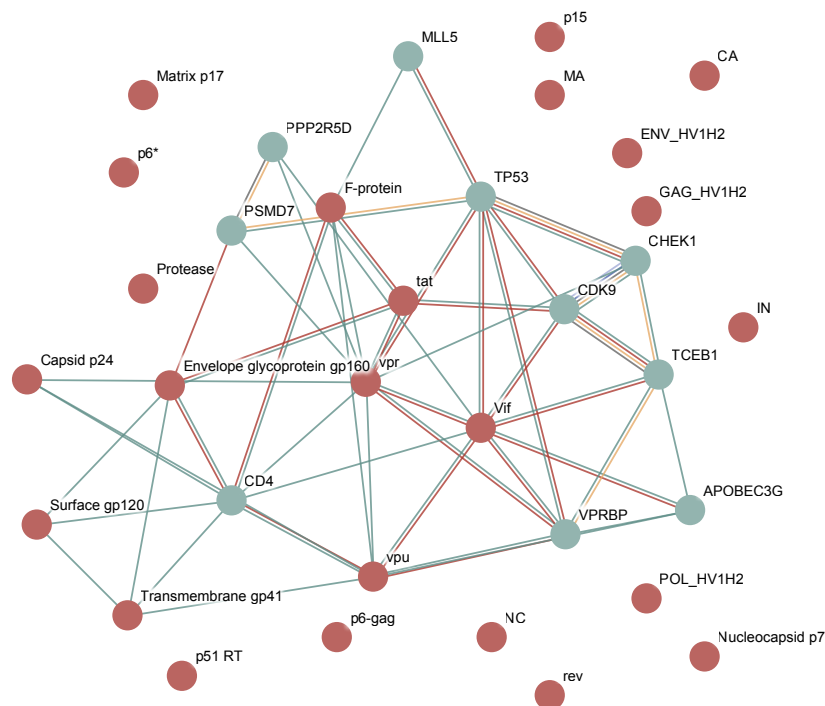 p15
MLL5
CA
Matrix p17
MA
PPP2R5D
ENV_HV1H2
p6*
F-protein
TP53
GAG_HV1H2
PSMD7
CHEK1
Protease
tat
CDK9
IN
Capsid p24
Envelope glycoprotein gp160
vpr
TCEB1
Vif
Surface gp120
CD4
VPRBP
APOBEC3G
vpu
Transmembrane gp41
POL_HV1H2
p6-gag
NC
Nucleocapsid p7
p51 RT
rev